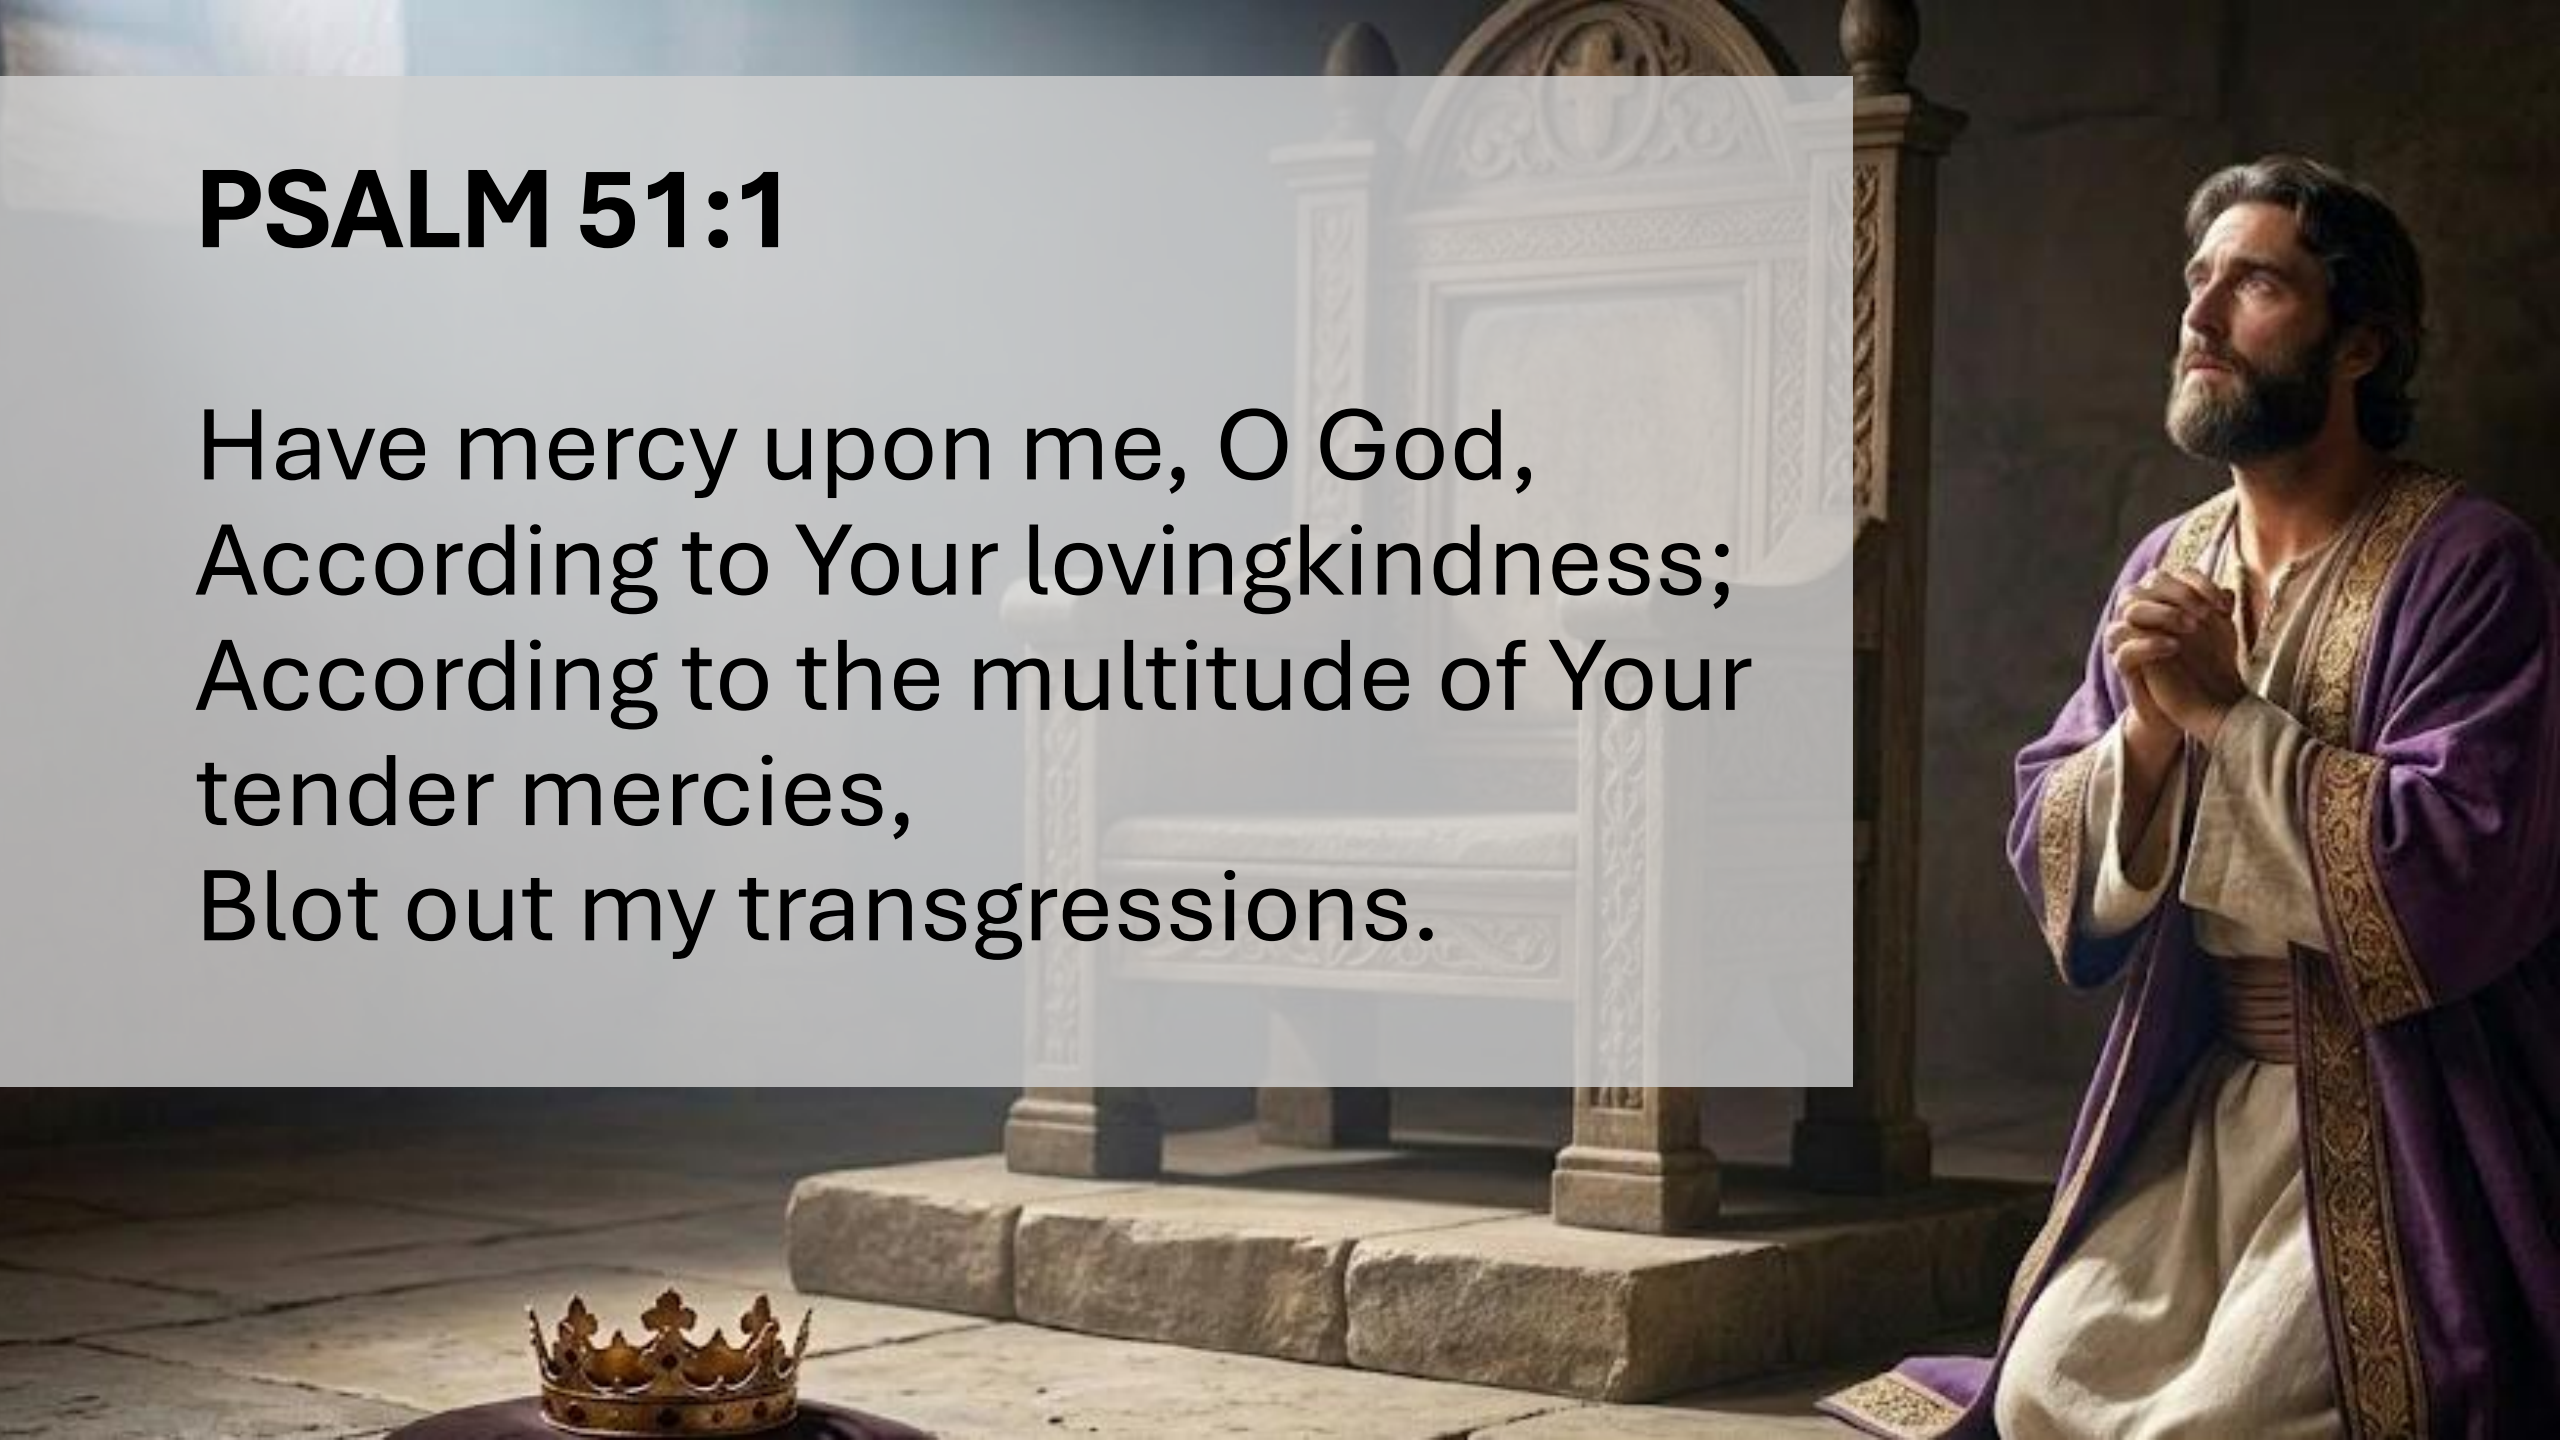 PSALM 51:1
Have mercy upon me, O God,
According to Your lovingkindness;
According to the multitude of Your
tender mercies,
Blot out my transgressions.